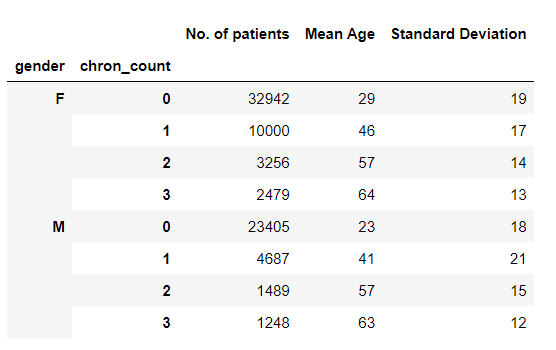 No. of patients Mean Age Standard Deviation
gender chron_count
F 0 32942 29 19
1 10000 46 17
2 3256 57 14
3 2479 64 13
M 0 23405 23 18
1 4687 41 21
2 1489 57 15
3 1248 63 12